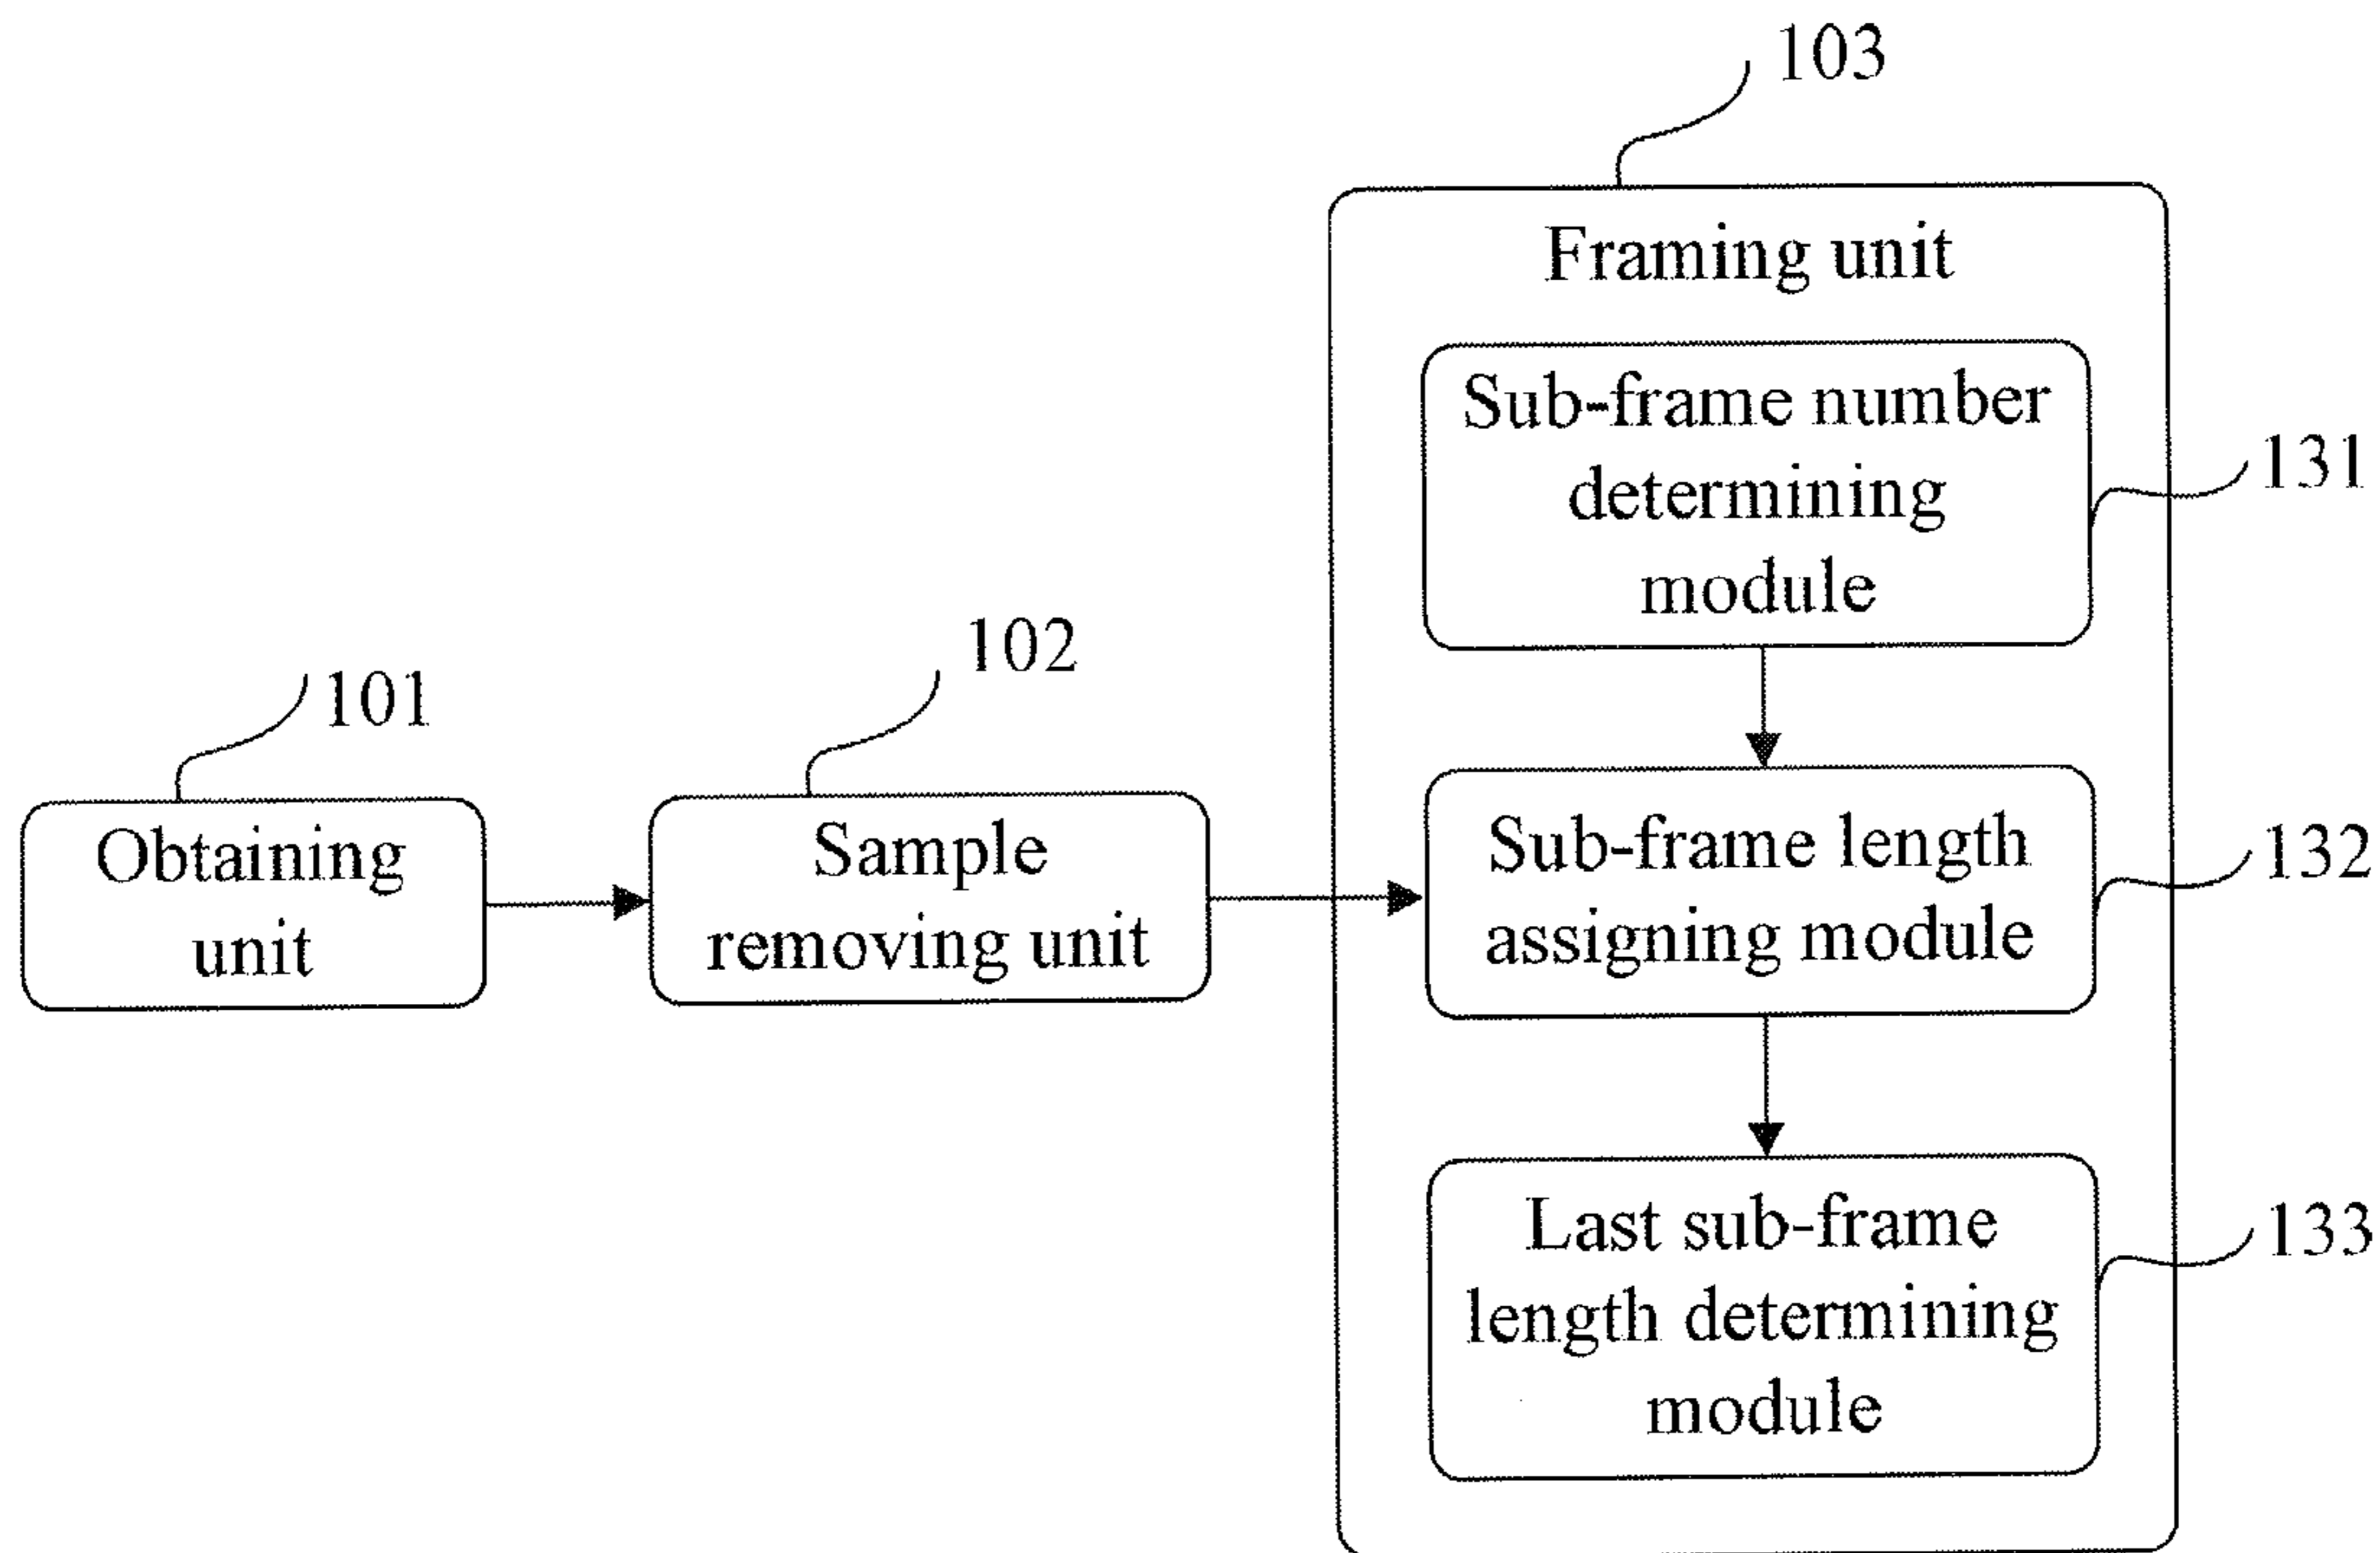 103
Framing unit
Sub-frame number
determining
module
131
102
101
Obtaining
unit
Sample
removing unit
Sub-frame length
assigning module
132
Last sub-frame
length determining
module
133